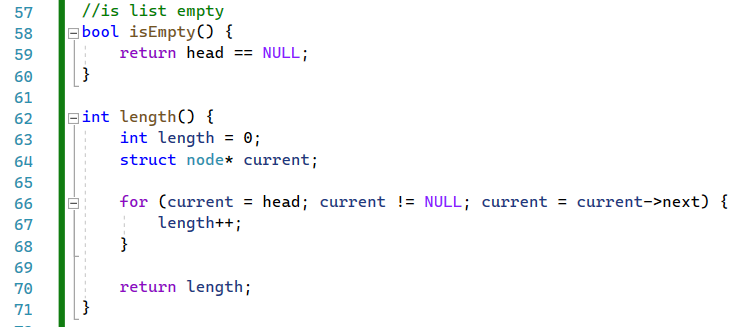 57 //is list empty
58 bool isEmpty() {
59     return head == NULL;
60 }
61
62 int length() {
63     int length = 0;
64     struct node* current;
65
66     for (current = head; current != NULL; current = current->next) {
67         length++;
68     }
69
70     return length;
71 }